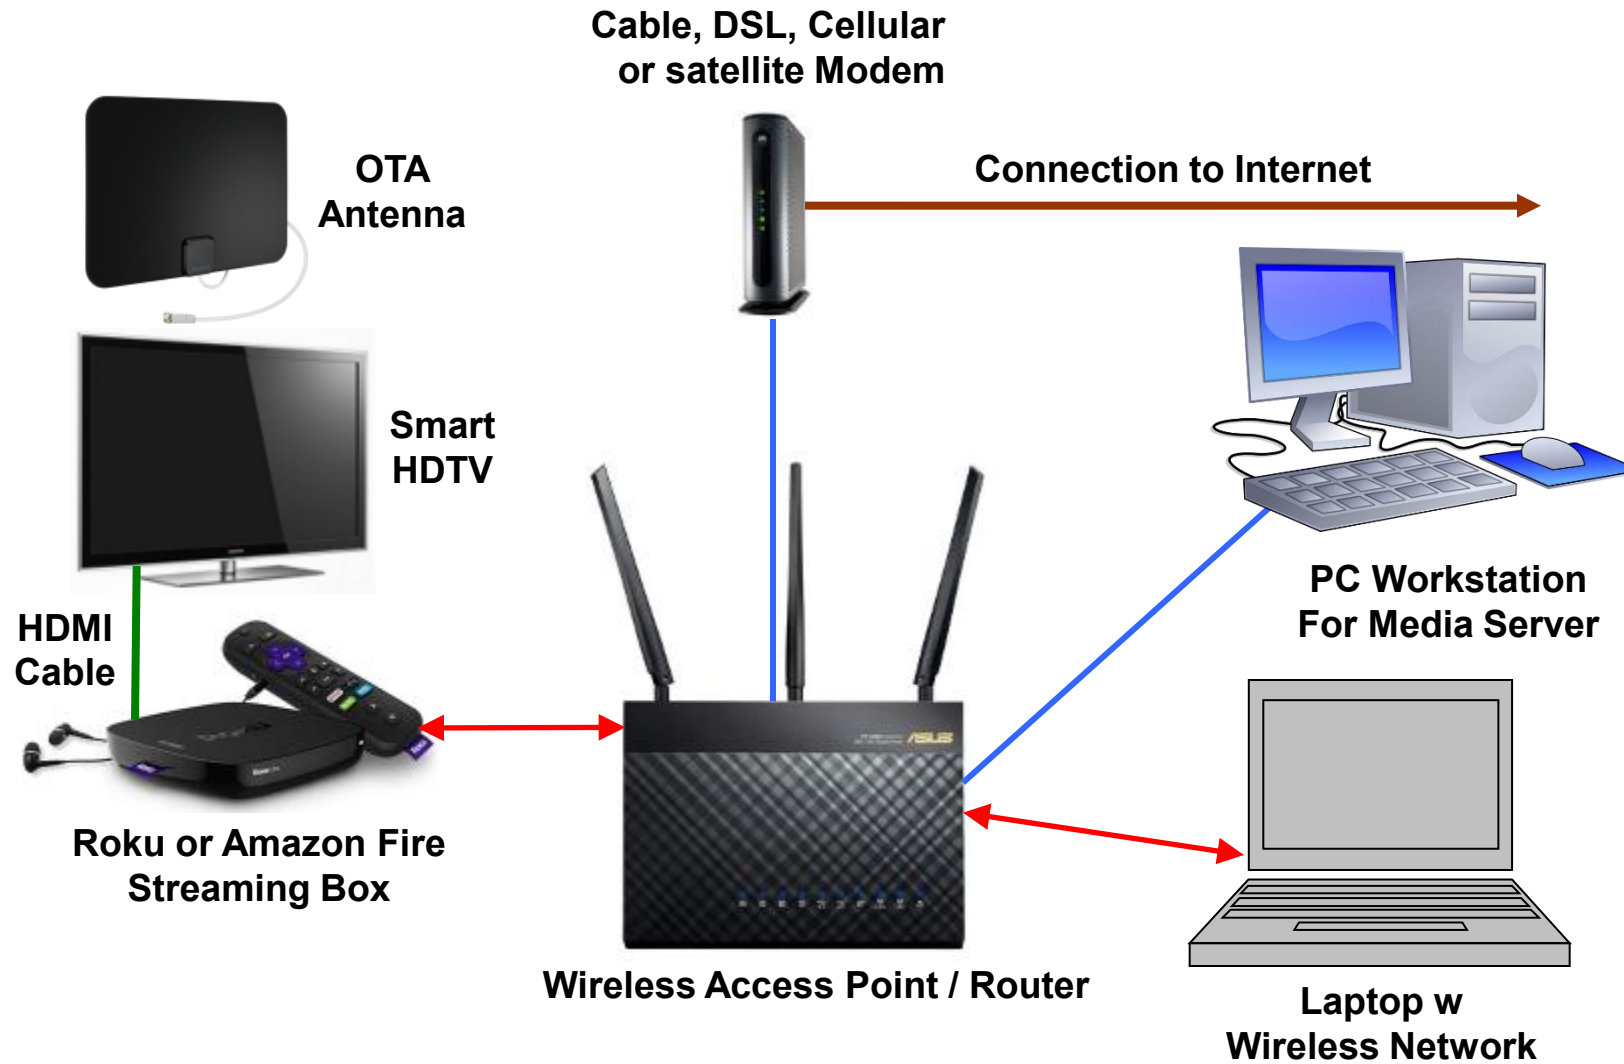 Cable, DSL, Cellular
or satellite Modem
OTA
Antenna
Connection to Internet
Smart
HDTV
HDMI
Cable
PC Workstation
For Media Server
ASUS
Roku or Amazon Fire
Streaming Box
Wireless Access Point / Router
Laptop w
Wireless Network